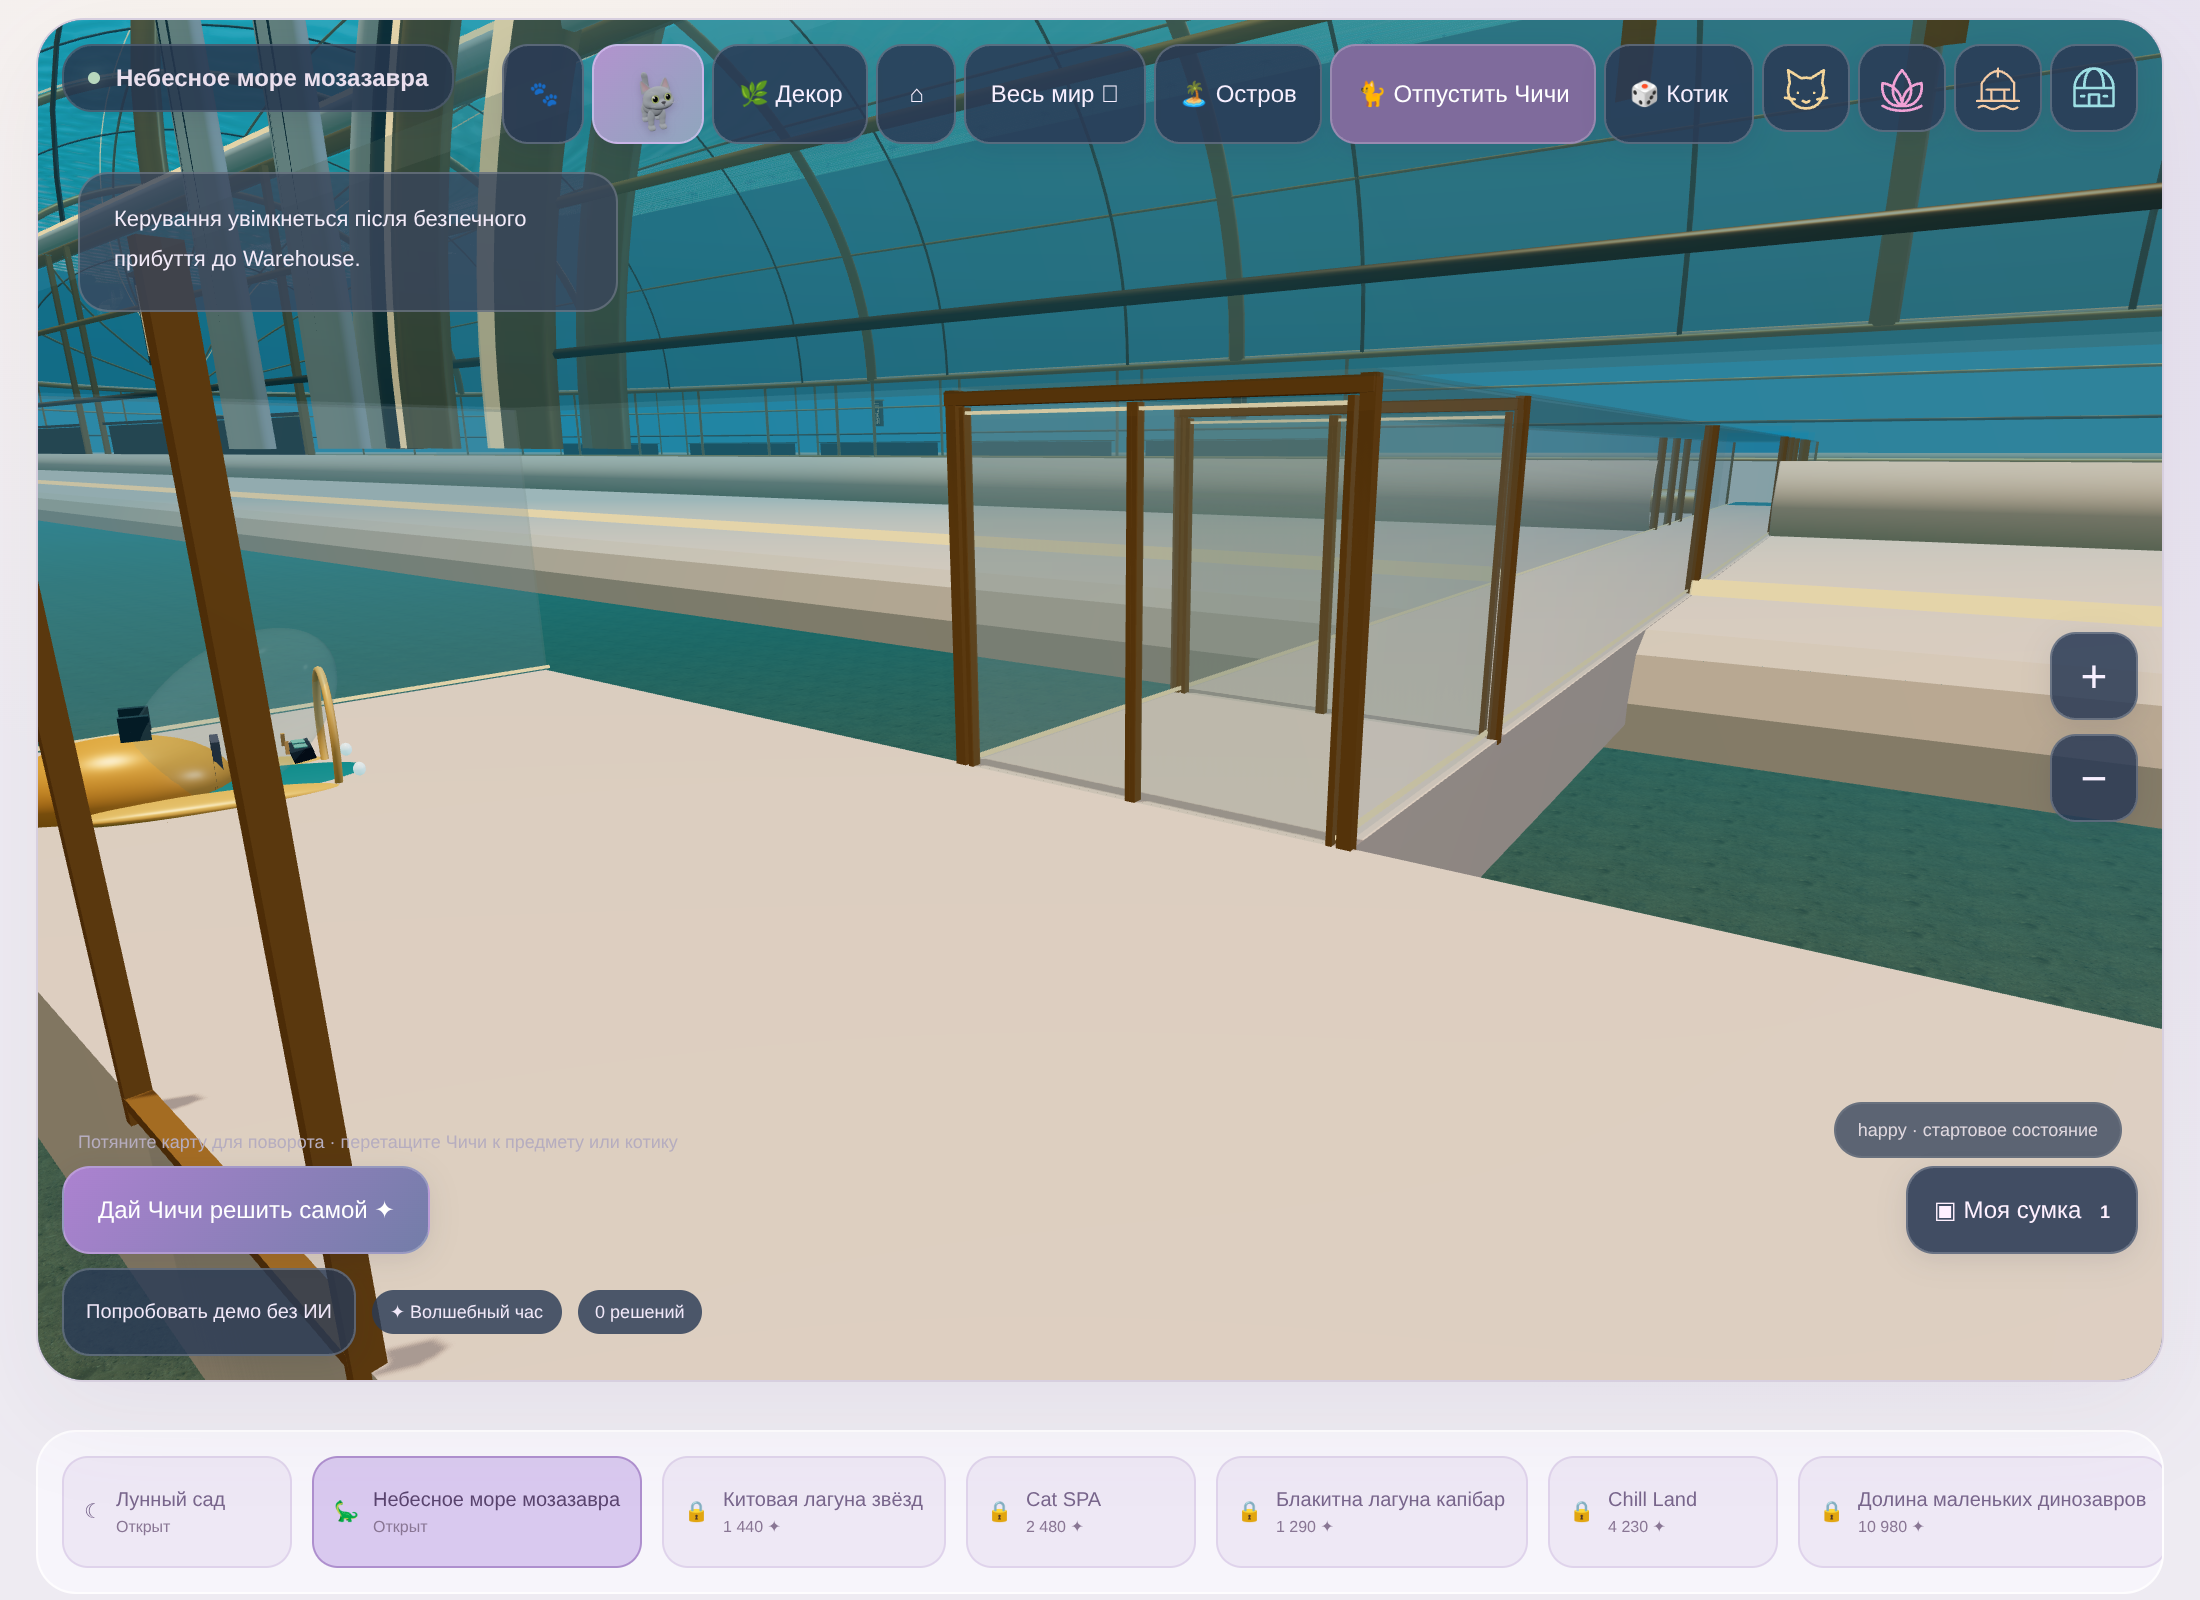 Небесное море мозазавра
🌿 Декор
⌂
Весь мир
🏝️ Остров
🐈 Отпустить Чичи
🎲 Котик
Керування увімкнеться після безпечного
прибуття до Warehouse.
+
−
Потяните карту для поворота · перетащите Чичи к предмету или котику
happy · стартовое состояние
Дай Чичи решить самой ✦
▣ Моя сумка 1
Попробовать демо без ИИ
✦ Волшебный час
0 решений
☾ Лунный сад
Открыт
Небесное море мозазавра
Открыт
Китовая лагуна звёзд
1 440 ✦
Cat SPA
2 480 ✦
Блакитна лагуна капібар
1 290 ✦
Chill Land
4 230 ✦
Долина маленьких динозавров
10 980 ✦